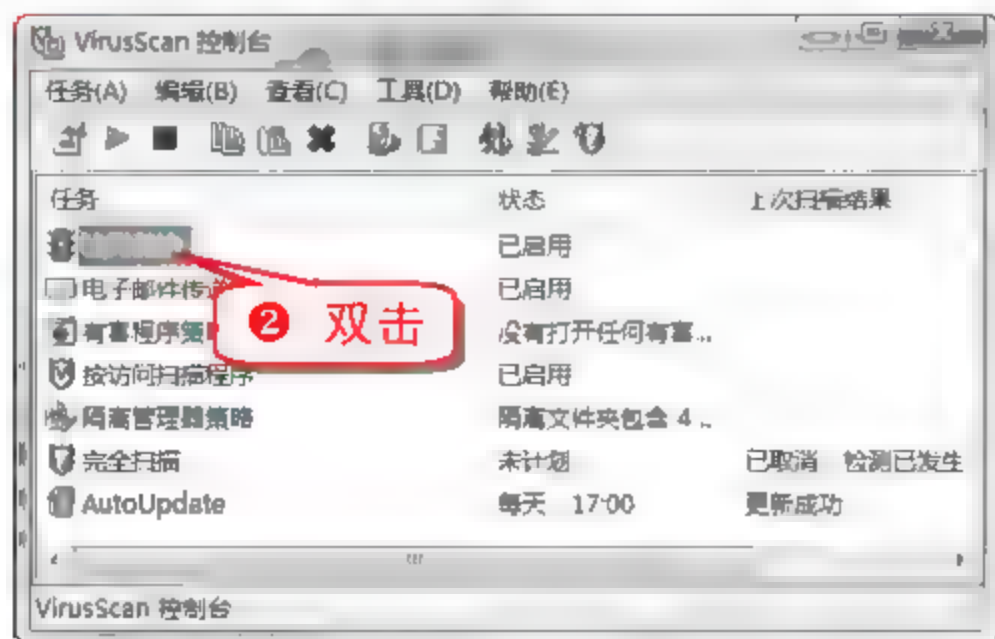 VirusScan 控制台
任务(A) 编辑(B) 查看(C) 工具(D) 帮助(E)
任务 状态 上次扫描结果
已启用
电子邮件传 已启用
有害程序策 没有打开任何有害...
❷ 双击
按访问扫描程序 已启用
隔离管理器策略 隔离文件夹包含 4 ..
完全扫描 未计划 已取消 检测已发生
AutoUpdate 每天 17:00 更新成功
VirusScan 控制台